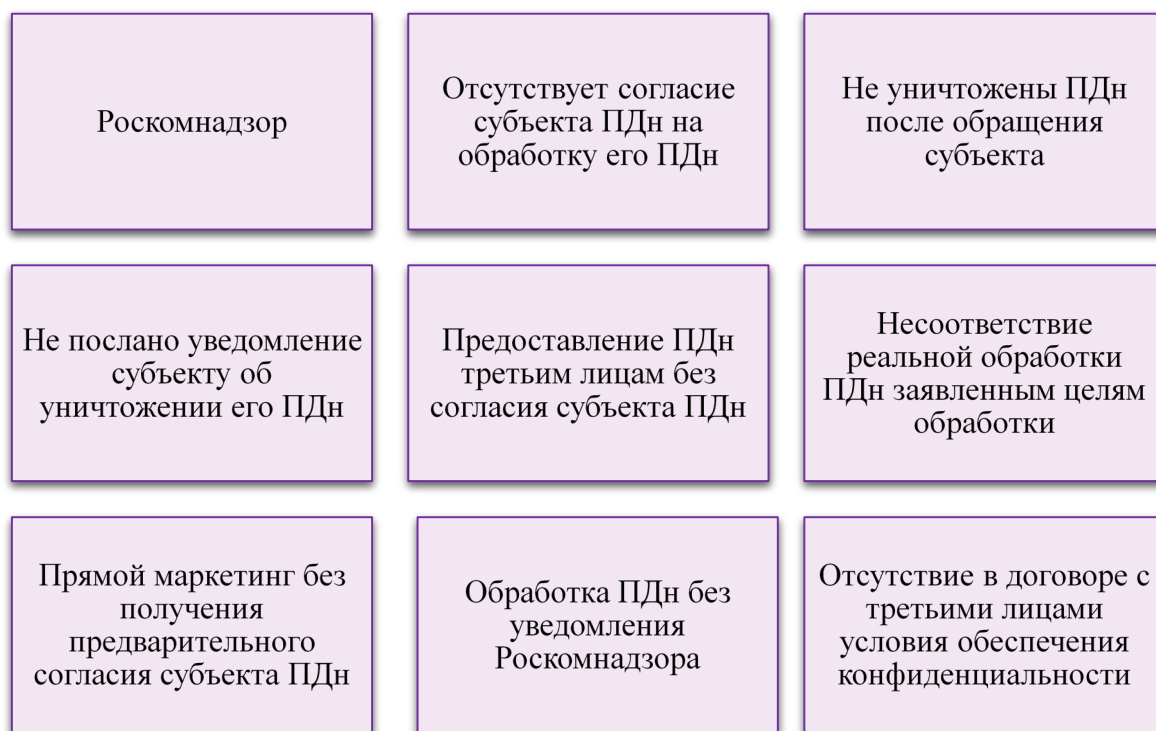 Роскомнадзор
Отсутствует согласие
субъекта ПДн на
обработку его ПДн
Не уничтожены ПДн
после обращения
субъекта
Не послано уведомление
субъекту об
уничтожении его ПДн
Предоставление ПДн
третьим лицам без
согласия субъекта ПДн
Несоответствие
реальной обработки
ПДн заявленным целям
обработки
Прямой маркетинг без
получения
предварительного
согласия субъекта ПДн
Обработка ПДн без
уведомления
Роскомнадзора
Отсутствие в договоре с
третьими лицами
условия обеспечения
конфиденциальности